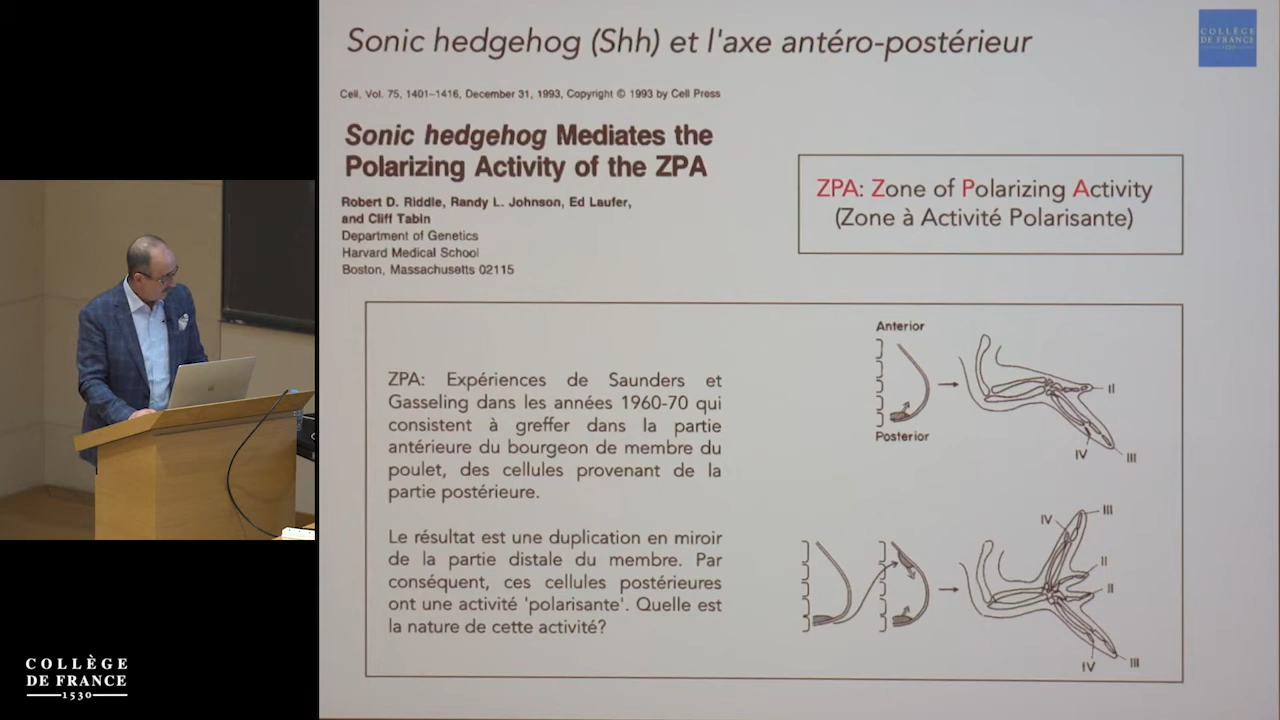 Sonic hedgehog (Shh) et l'axe antéro-postérieur
COLLÈGE
DE FRANCE
1530
Cell, Vol. 75, 1401-1416, December 31, 1993, Copyright © 1993 by Cell Press
Sonic hedgehog Mediates the
Polarizing Activity of the ZPA
Robert D. Riddle, Randy L. Johnson, Ed Laufer,
and Cliff Tabin
Department of Genetics
Harvard Medical School
Boston, Massachusetts 02115
ZPA: Zone of Polarizing Activity
(Zone à Activité Polarisante)
ZPA: Expériences de Saunders et
Gasseling dans les années 1960-70 qui
consistent à greffer dans la partie
antérieure du bourgeon de membre du
poulet, des cellules provenant de la
partie postérieure.
Le résultat est une duplication en miroir
de la partie distale du membre. Par
conséquent, ces cellules postérieures
ont une activité 'polarisante'. Quelle est
la nature de cette activité?
Anterior
II
Posterior
IV
III
III
IV
II
II
IV
III
COLLÈGE
DE FRANCE
1530